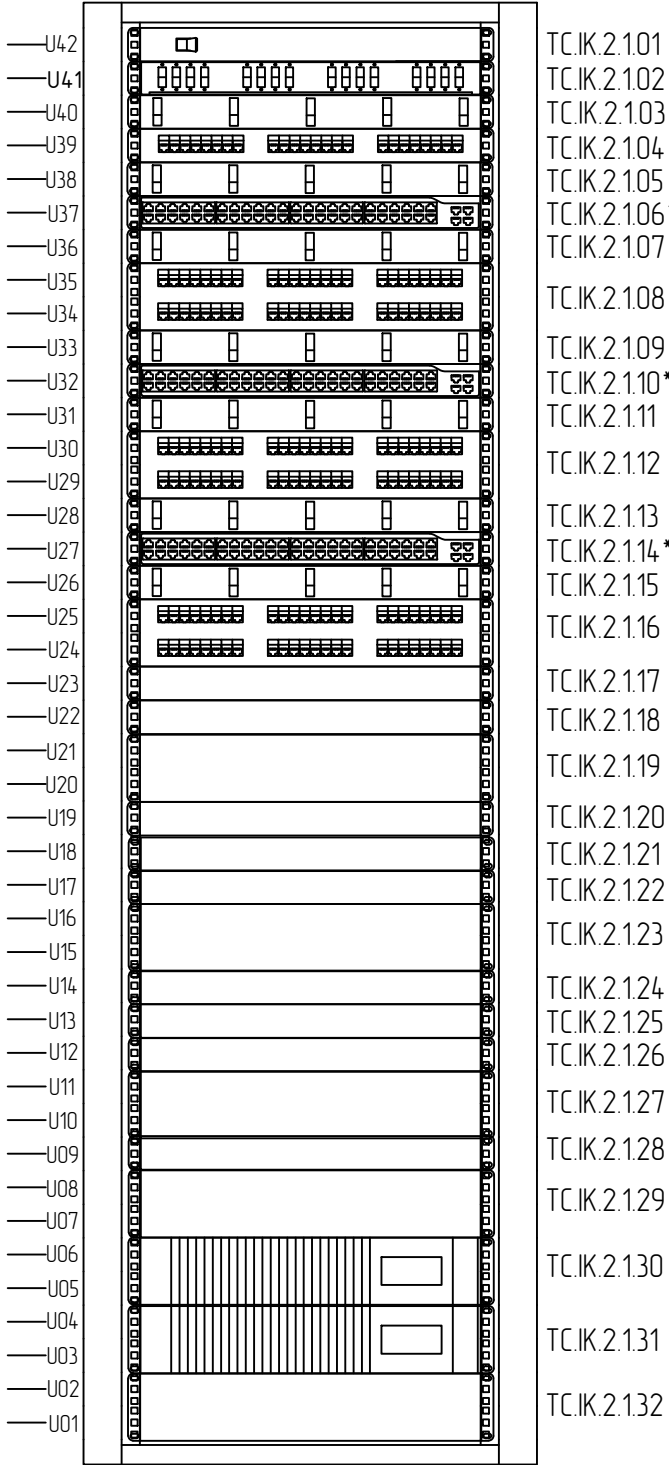 U42 TC.IK.2.1.01
U41 TC.IK.2.1.02
U40 TC.IK.2.1.03
U39 TC.IK.2.1.04
U38 TC.IK.2.1.05
U37 TC.IK.2.1.06*
U36 TC.IK.2.1.07
U35
TC.IK.2.1.08
U34
U33 TC.IK.2.1.09
U32 TC.IK.2.1.10*
U31 TC.IK.2.1.11
U30
TC.IK.2.1.12
U29
U28 TC.IK.2.1.13
U27 TC.IK.2.1.14*
U26 TC.IK.2.1.15
U25
TC.IK.2.1.16
U24
U23 TC.IK.2.1.17
U22 TC.IK.2.1.18
U21
TC.IK.2.1.19
U20
U19 TC.IK.2.1.20
U18 TC.IK.2.1.21
U17 TC.IK.2.1.22
U16
TC.IK.2.1.23
U15
U14 TC.IK.2.1.24
U13 TC.IK.2.1.25
U12 TC.IK.2.1.26
U11
TC.IK.2.1.27
U10
U09 TC.IK.2.1.28
U08
TC.IK.2.1.29
U07
U06
TC.IK.2.1.30
U05
U04
TC.IK.2.1.31
U03
U02
TC.IK.2.1.32
U01